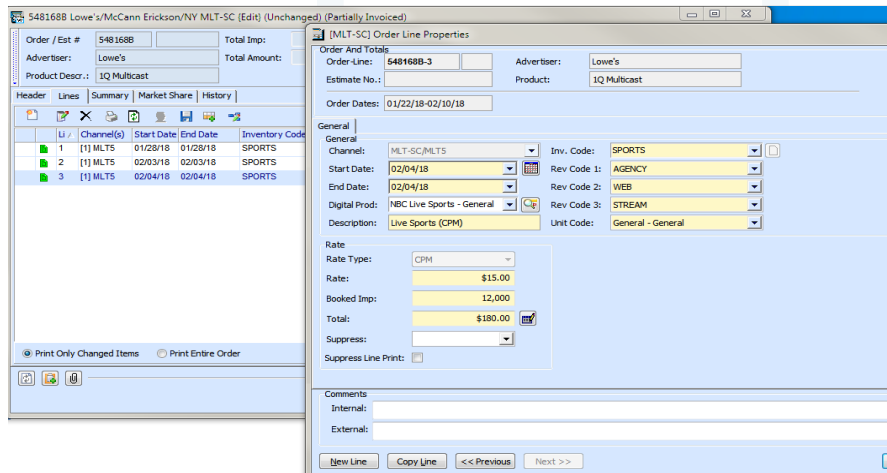 548168B Lowe's/McCann Erickson/NY MLT-SC {Edit} (Unchanged) (Partially Invoiced)
Order / Est # 548168B Total Imp:
Advertiser: Lowe's Total Amount:
Product Descr.: 1Q Multicast
Header Lines Summary Market Share History
Li Channel(s) Start Date End Date Inventory Code
1 [1] MLT5 01/28/18 01/28/18 SPORTS
2 [1] MLT5 02/03/18 02/03/18 SPORTS
3 [1] MLT5 02/04/18 02/04/18 SPORTS
Print Only Changed Items Print Entire Order
[MLT-SC] Order Line Properties
Order And Totals
Order-Line: 548168B-3 Advertiser: Lowe's
Estimate No.: Product: 1Q Multicast
Order Dates: 01/22/18-02/10/18
General
General
Channel: MLT-SC/MLT5 Inv. Code: SPORTS
Start Date: 02/04/18 Rev Code 1: AGENCY
End Date: 02/04/18 Rev Code 2: WEB
Digital Prod: NBC Live Sports - General Rev Code 3: STREAM
Description: Live Sports (CPM) Unit Code: General - General
Rate
Rate Type: CPM
Rate: $15.00
Booked Imp: 12,000
Total: $180.00
Suppress:
Suppress Line Print:
Comments
Internal:
External:
New Line Copy Line << Previous Next >>